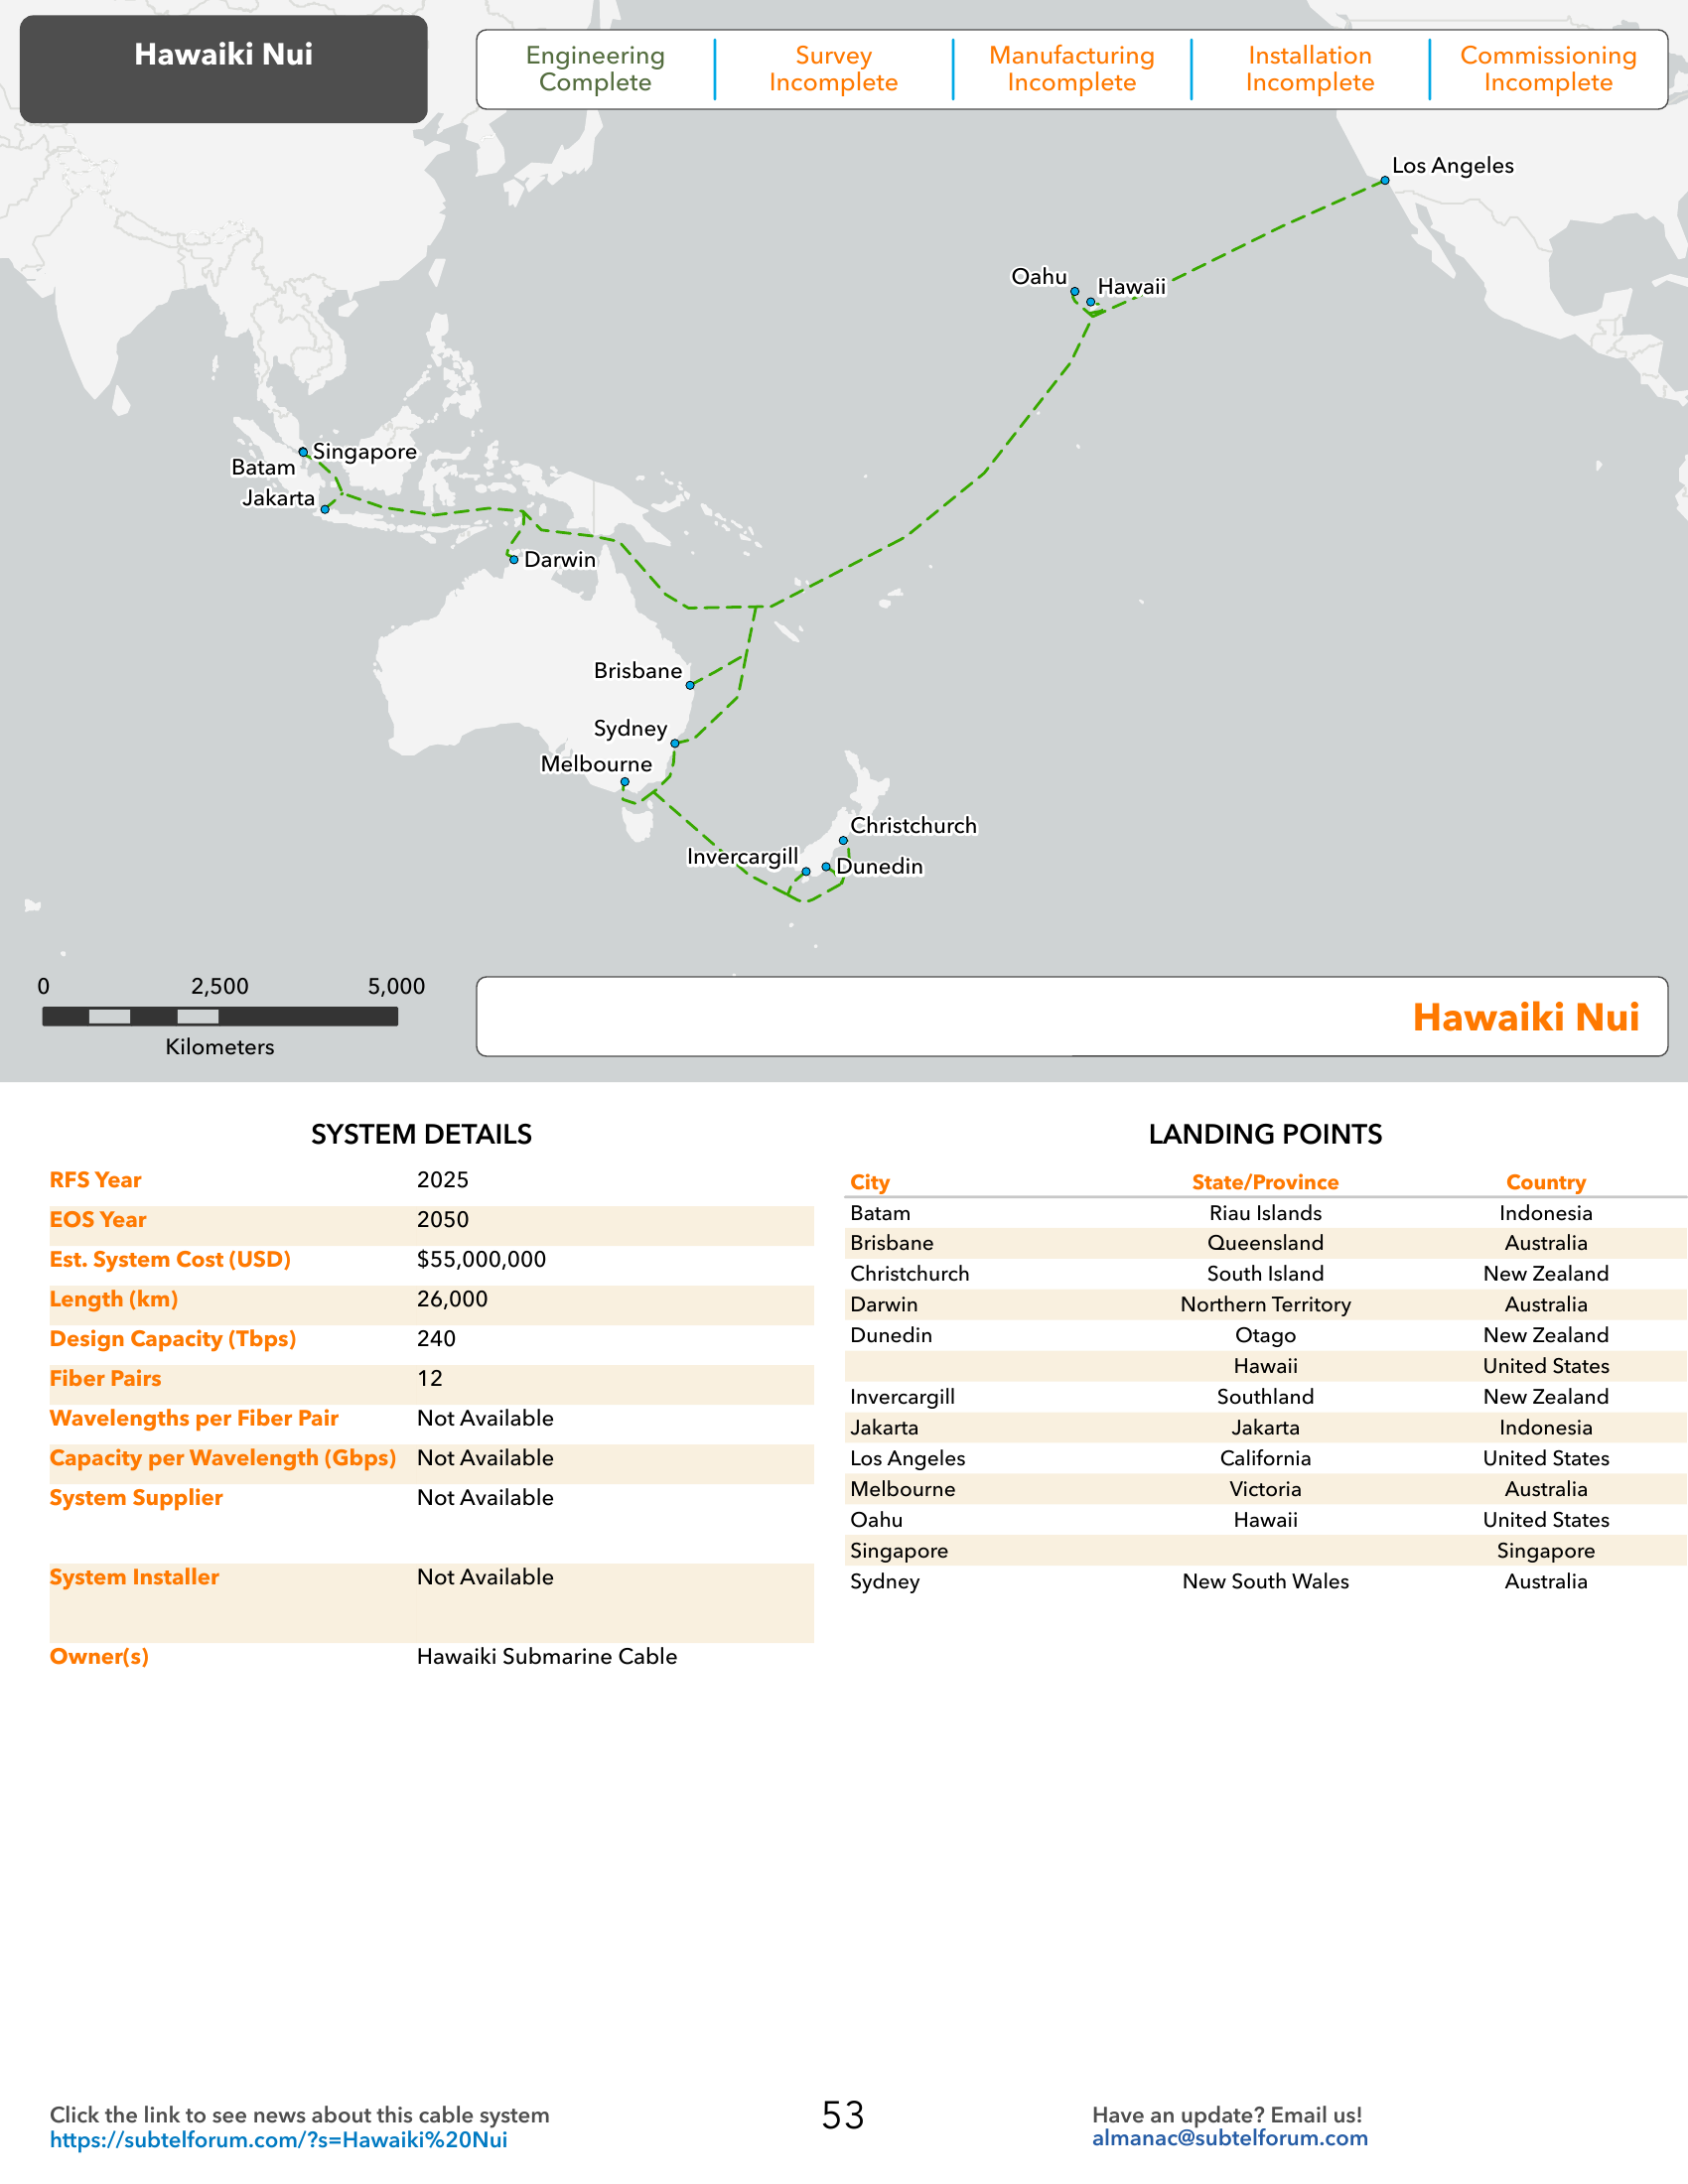 Hawaiki Nui
Engineering
Complete
Survey
Incomplete
Manufacturing
Incomplete
Installation
Incomplete
Commissioning
Incomplete
Los Angeles
Oahu
Hawaii
Singapore
Batam
Jakarta
Darwin
Brisbane
Sydney
Melbourne
Christchurch
Invercargill
Dunedin
0 2,500 5,000
Kilometers
Hawaiki Nui
SYSTEM DETAILS
RFS Year 2025
EOS Year 2050
Est. System Cost (USD) $55,000,000
Length (km) 26,000
Design Capacity (Tbps) 240
Fiber Pairs 12
Wavelengths per Fiber Pair Not Available
Capacity per Wavelength (Gbps) Not Available
System Supplier Not Available
System Installer Not Available
Owner(s) Hawaiki Submarine Cable
LANDING POINTS
City State/Province Country
Batam Riau Islands Indonesia
Brisbane Queensland Australia
Christchurch South Island New Zealand
Darwin Northern Territory Australia
Dunedin Otago New Zealand
Hawaii United States
Invercargill Southland New Zealand
Jakarta Jakarta Indonesia
Los Angeles California United States
Melbourne Victoria Australia
Oahu Hawaii United States
Singapore Singapore
Sydney New South Wales Australia
Click the link to see news about this cable system
https://subtelforum.com/?s=Hawaiki%20Nui
53
Have an update? Email us!
almanac@subtelforum.com